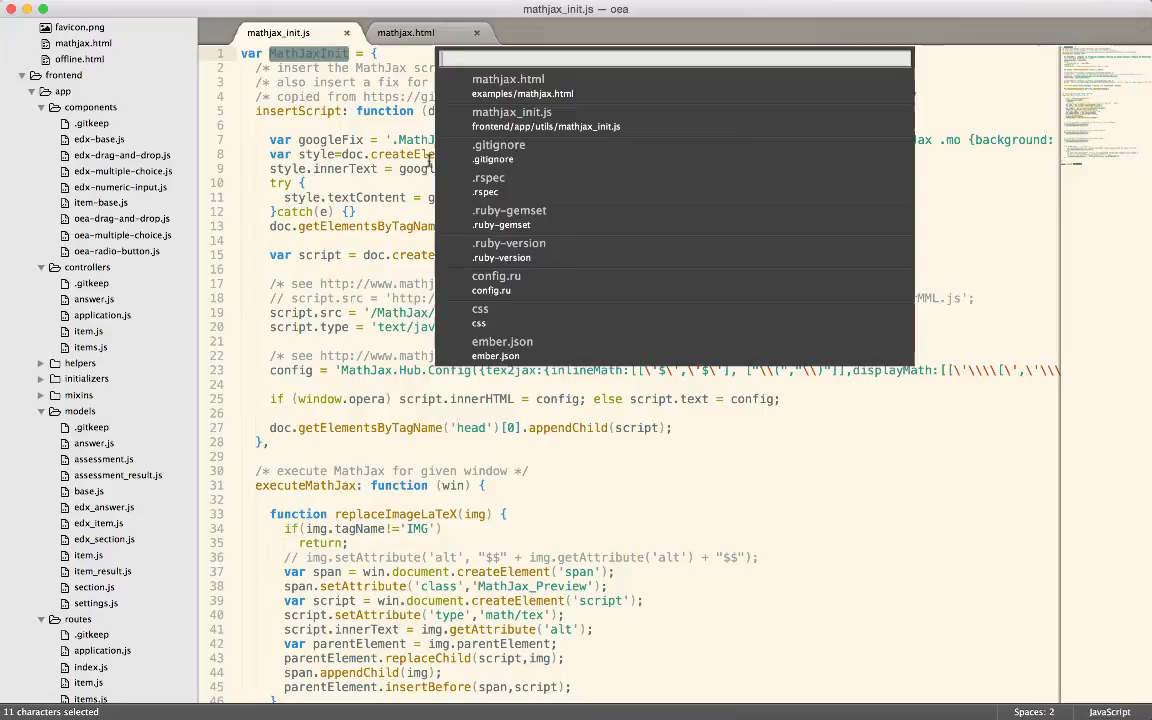 mathjax_init.js — oea
favicon.png
mathjax.html
offline.html
frontend
app
components
.gitkeep
edx-base.js
edx-drag-and-drop.js
edx-multiple-choice.js
edx-numeric-input.js
item-base.js
oea-drag-and-drop.js
oea-multiple-choice.js
oea-radio-button.js
controllers
.gitkeep
answer.js
application.js
item.js
items.js
helpers
initializers
mixins
models
.gitkeep
answer.js
assessment.js
assessment_result.js
base.js
edx_answer.js
edx_item.js
edx_section.js
item.js
item_result.js
section.js
settings.js
routes
.gitkeep
application.js
index.js
item.js
items.js
mathjax_init.js ×
mathjax.html ×
1 var MathJaxInit = {
2 /* insert the MathJax scr
3 /* also insert a fix for
4 /* copied from https://gi
5 insertScript: function (d
6
7 var googleFix = ".MathJ
ax .mo {background:
8 var style=doc.createEle
9 style.innerText = goog
10 try {
11 style.textContent = g
12 }catch(e) {}
13 doc.getElementsByTagNam
14
15 var script = doc.create
16
17 /* see http://www.mathj
18 // script.src = 'http:/
MML.js';
19 script.src = '/MathJax/
20 script.type = 'text/jav
21
22 /* see http://www.mathj
23 config = 'MathJax.Hub.Config({tex2jax:{inlineMath:[[\'$\',\'$\'], ["\\(","\\)"]],displayMath:[[\'\\\\[\',\'\\\
24
25 if (window.opera) script.innerHTML = config; else script.text = config;
26
27 doc.getElementsByTagName('head')[0].appendChild(script);
28 },
29
30 /* execute MathJax for given window */
31 executeMathJax: function (win) {
32
33 function replaceImageLaTeX(img) {
34 if(img.tagName!='IMG')
35 return;
36 // img.setAttribute('alt', "$$" + img.getAttribute('alt') + "$$");
37 var span = win.document.createElement('span');
38 span.setAttribute('class','MathJax_Preview');
39 var script = win.document.createElement('script');
40 script.setAttribute('type','math/tex');
41 script.innerText = img.getAttribute('alt');
42 var parentElement = img.parentElement;
43 parentElement.replaceChild(script,img);
44 span.appendChild(img);
45 parentElement.insertBefore(span,script);
46 }
mathjax.html
examples/mathjax.html
mathjax_init.js
frontend/app/utils/mathjax_init.js
.gitignore
.gitignore
.rspec
.rspec
.ruby-gemset
.ruby-gemset
.ruby-version
.ruby-version
config.ru
config.ru
css
css
ember.json
ember.json
11 characters selected
Spaces: 2
JavaScript